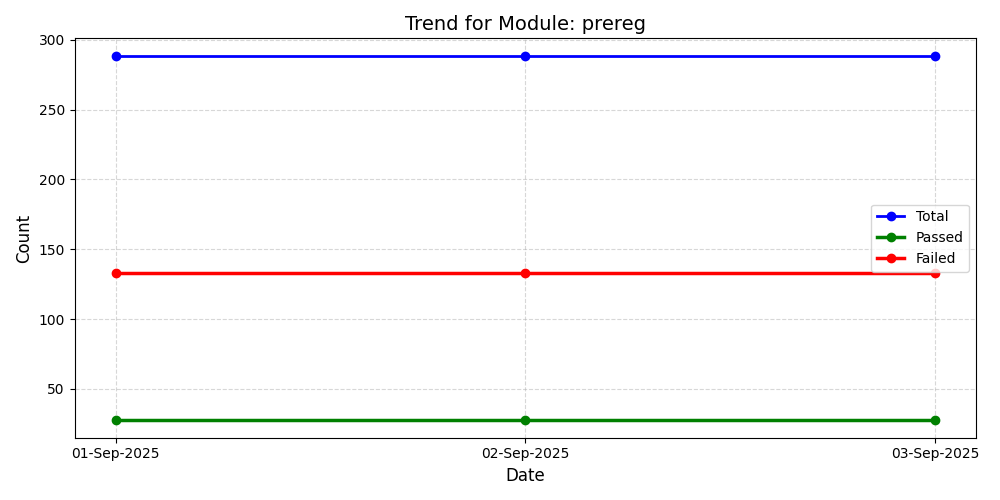 Trend for Module: prereg
300
250
200
150
100
50
Count
Total
Passed
Failed
01-Sep-2025
02-Sep-2025
03-Sep-2025
Date